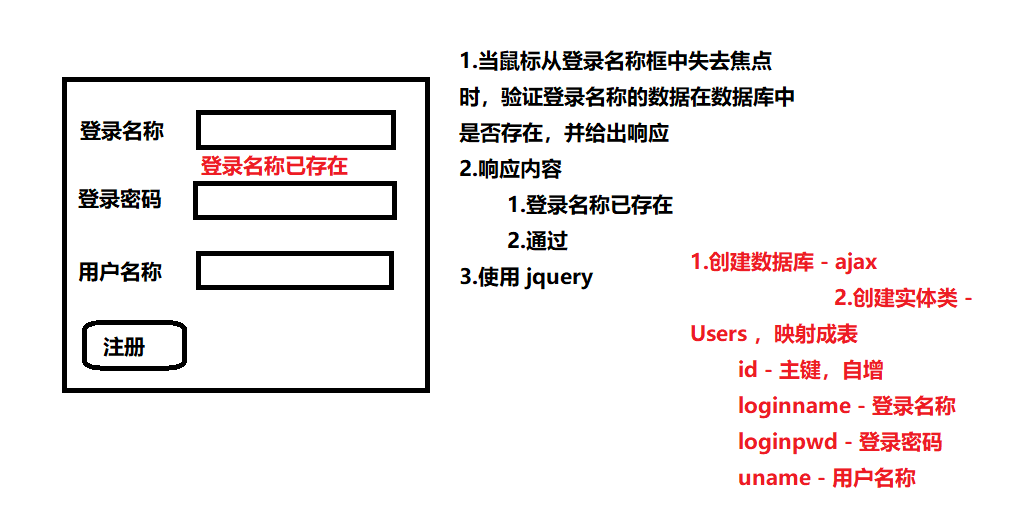 登录名称
登录名称已存在
登录密码
用户名称
注册
1.当鼠标从登录名称框中失去焦点
时，验证登录名称的数据在数据库中
是否存在，并给出响应
2.响应内容
1.登录名称已存在
2.通过
3.使用 jquery
1.创建数据库 - ajax
2.创建实体类 -
Users ，映射成表
id - 主键，自增
loginname - 登录名称
loginpwd - 登录密码
uname - 用户名称